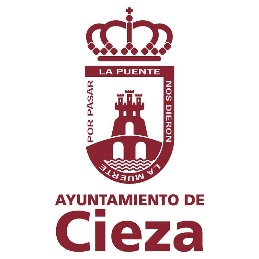 POR PASAR
LA PUENTE
NOS DIERON
LA MUERTE
AYUNTAMIENTO DE
Cieza